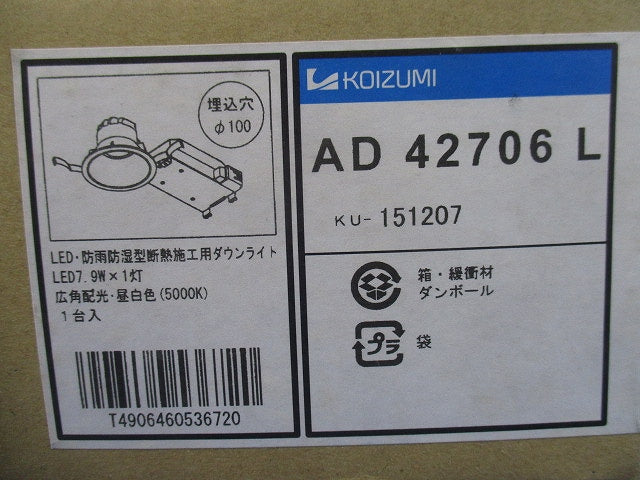 埋込穴
φ100
LED・防雨防湿型断熱施工用ダウンライト
LED7.9W×1灯
広角配光・昼白色(5000K)
1台入
T4906460536720
KOIZUMI
AD 42706 L
KU-151207
箱・緩衝材
ダンボール
プラ
袋